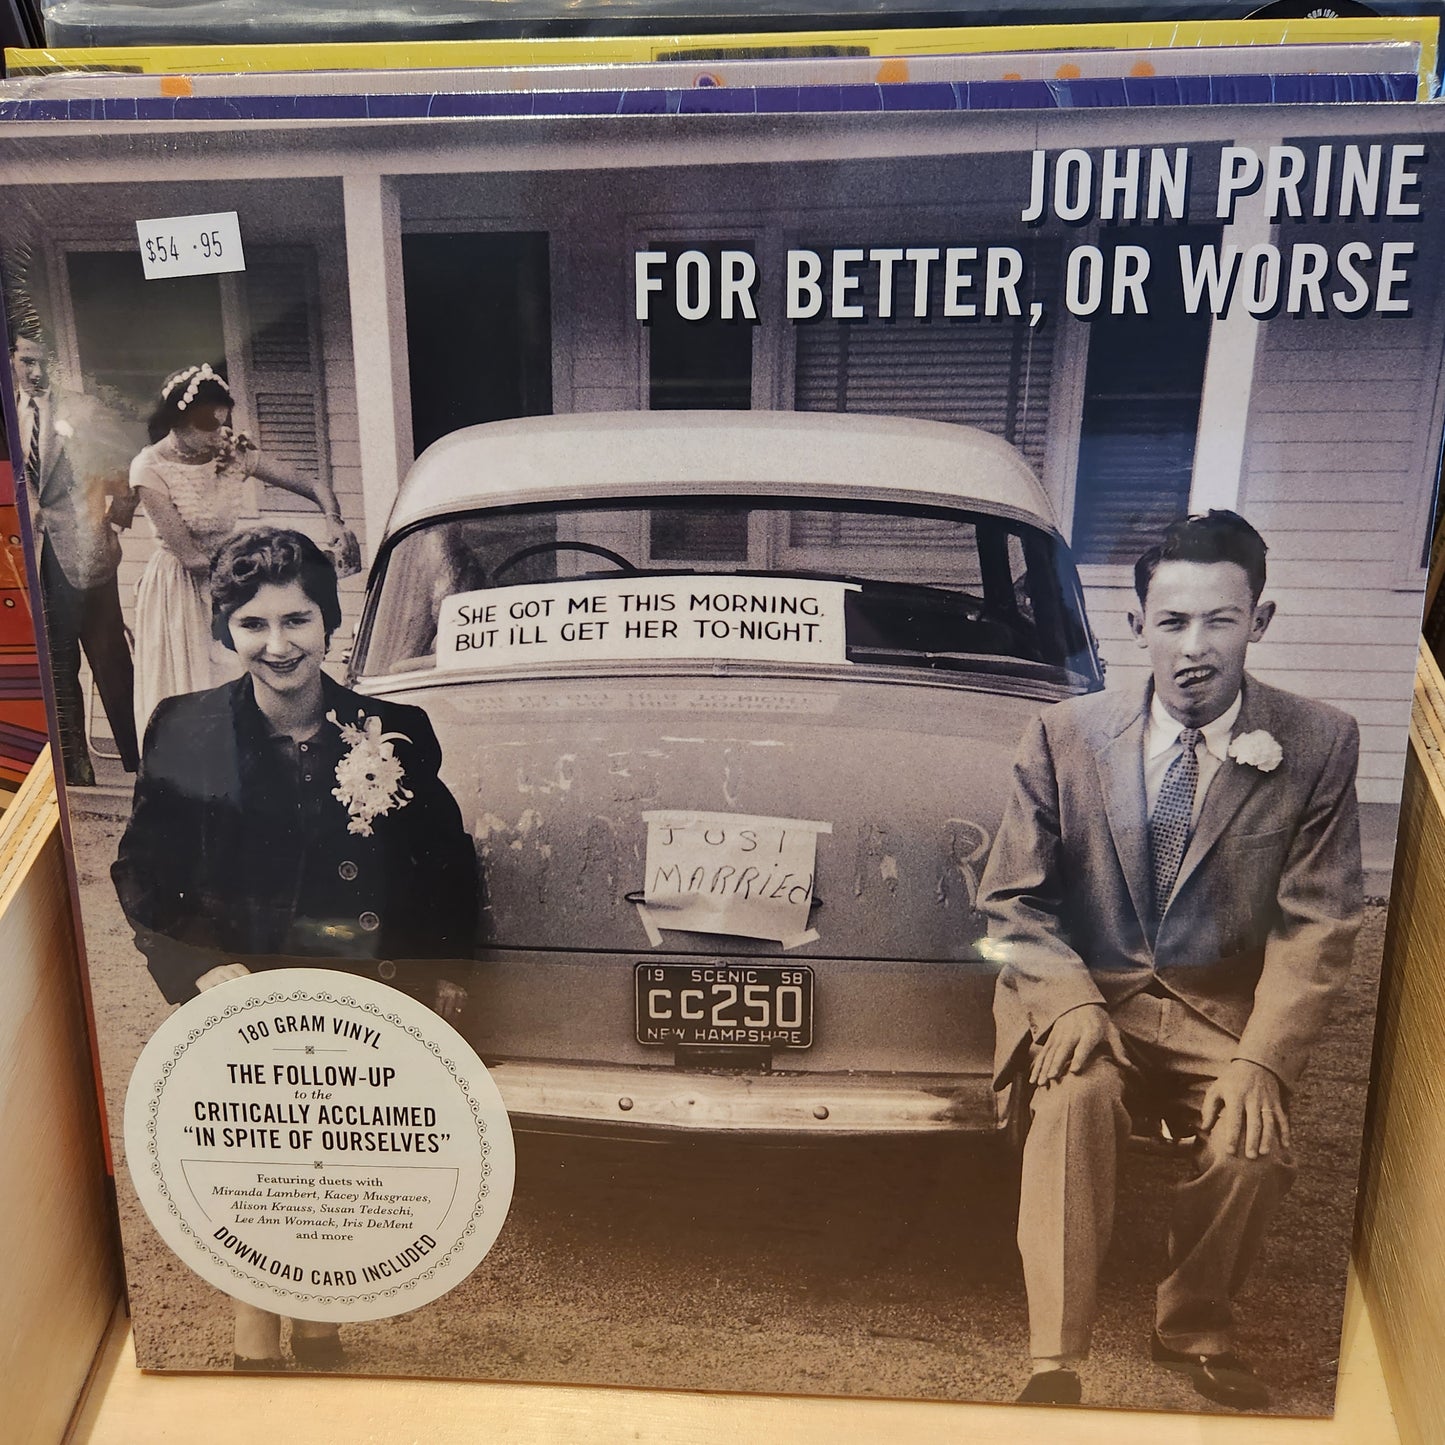 JOHN PRINE
FOR BETTER, OR WORSE
$54.95
SHE GOT ME THIS MORNING,
BUT I'LL GET HER TO-NIGHT.
JUST
MARRIED
19 SCENIC 58
CC250
NEW HAMPSHIRE
180 GRAM VINYL
THE FOLLOW-UP
to the
CRITICALLY ACCLAIMED
“IN SPITE OF OURSELVES”
Featuring duets with
Miranda Lambert, Kacey Musgraves,
Alison Krauss, Susan Tedeschi,
Lee Ann Womack, Iris DeMent
and more
DOWNLOAD CARD INCLUDED